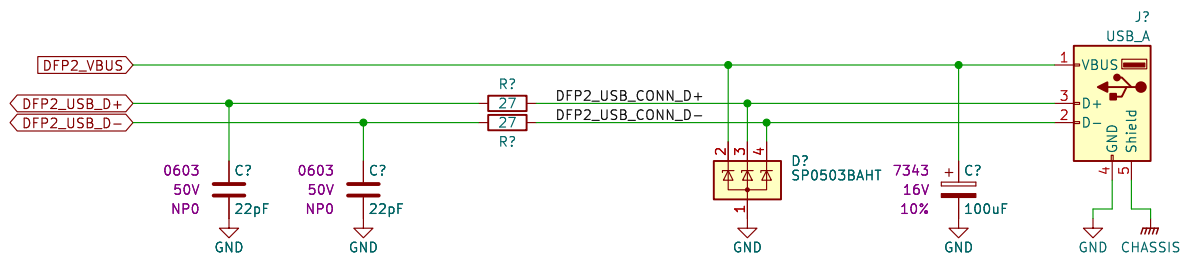 J?
USB_A
DFP2_VBUS
1
VBUS
R?
DFP2_USB_D+
27
DFP2_USB_CONN_D+
3
D+
DFP2_USB_D-
27
DFP2_USB_CONN_D-
2
D-
R?
GND
Shield
2
3
4
4
5
0603
C?
50V
NP0
22pF
GND
0603
C?
50V
NP0
22pF
GND
D?
SP0503BAHT
1
GND
7343
+
C?
16V
10%
100uF
GND
GND
CHASSIS